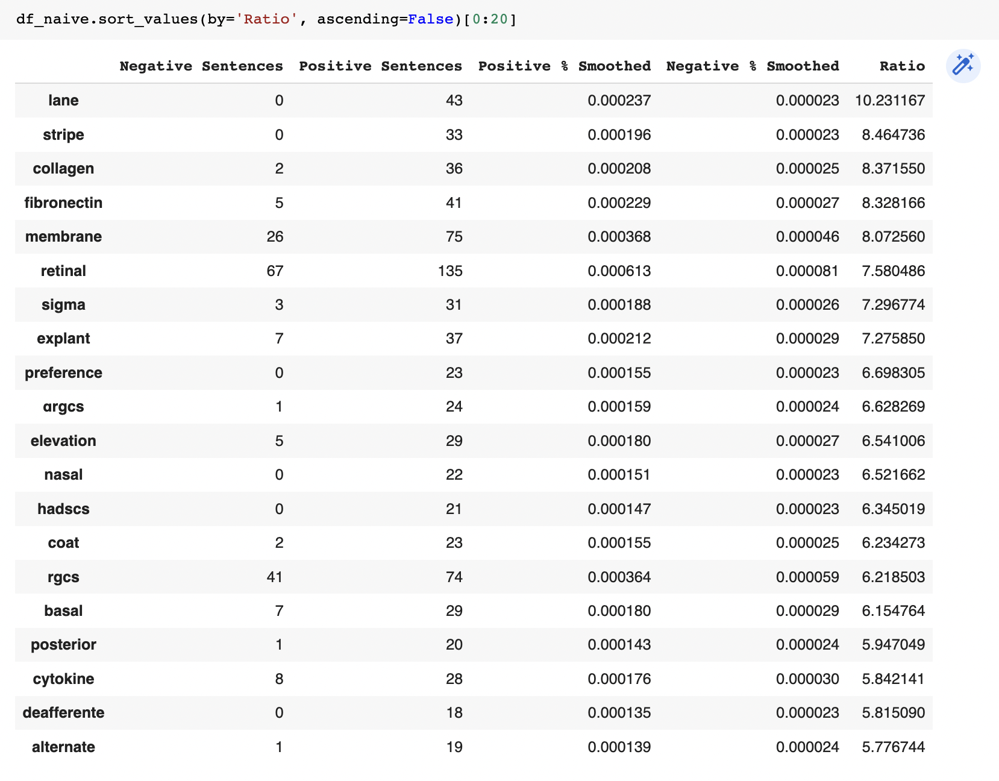 df_naive.sort_values(by='Ratio', ascending=False)[0:20]
Negative Sentences Positive Sentences Positive % Smoothed Negative % Smoothed Ratio
lane 0 43 0.000237 0.000023 10.231167
stripe 0 33 0.000196 0.000023 8.464736
collagen 2 36 0.000208 0.000025 8.371550
fibronectin 5 41 0.000229 0.000027 8.328166
membrane 26 75 0.000368 0.000046 8.072560
retinal 67 135 0.000613 0.000081 7.580486
sigma 3 31 0.000188 0.000026 7.296774
explant 7 37 0.000212 0.000029 7.275850
preference 0 23 0.000155 0.000023 6.698305
αrgcs 1 24 0.000159 0.000024 6.628269
elevation 5 29 0.000180 0.000027 6.541006
nasal 0 22 0.000151 0.000023 6.521662
hadscs 0 21 0.000147 0.000023 6.345019
coat 2 23 0.000155 0.000025 6.234273
rgcs 41 74 0.000364 0.000059 6.218503
basal 7 29 0.000180 0.000029 6.154764
posterior 1 20 0.000143 0.000024 5.947049
cytokine 8 28 0.000176 0.000030 5.842141
deafferente 0 18 0.000135 0.000023 5.815090
alternate 1 19 0.000139 0.000024 5.776744